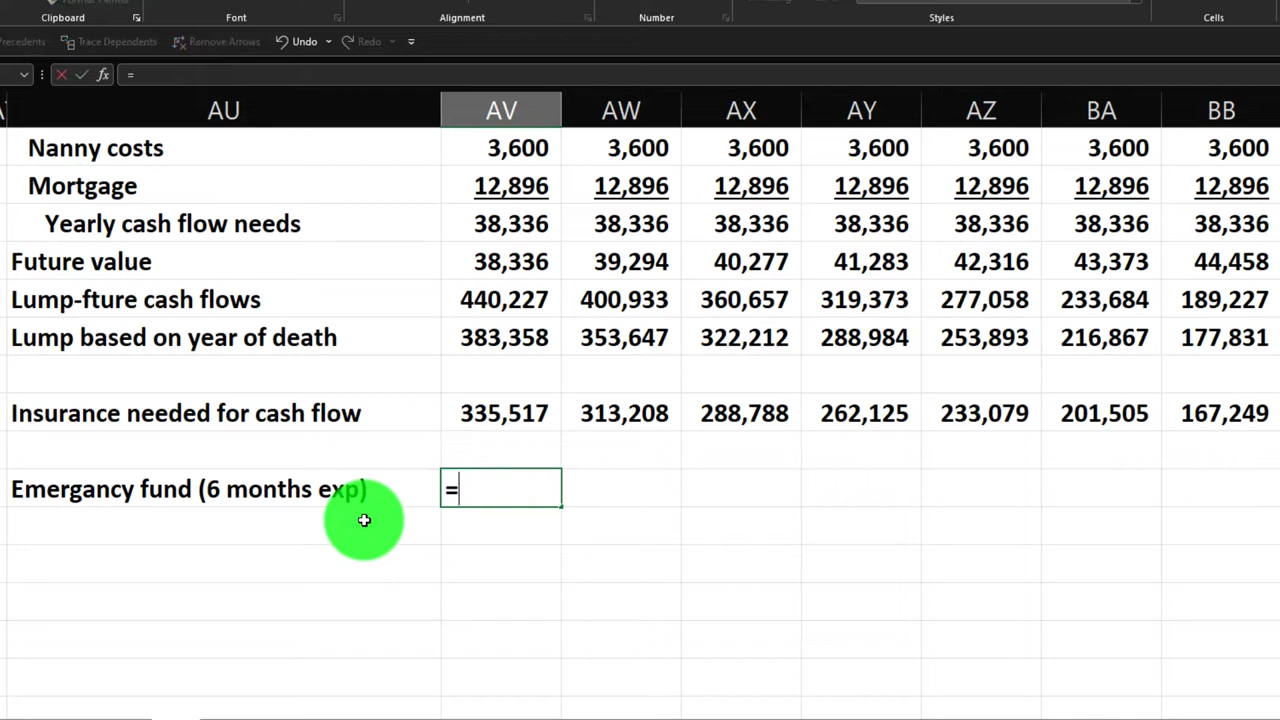 Clipboard Font Alignment Number Styles Cells
Precedents Trace Dependents Remove Arrows Undo Redo
fx =
AU AV AW AX AY AZ BA BB
Nanny costs 3,600 3,600 3,600 3,600 3,600 3,600 3,600
Mortgage 12,896 12,896 12,896 12,896 12,896 12,896 12,896
Yearly cash flow needs 38,336 38,336 38,336 38,336 38,336 38,336 38,336
Future value 38,336 39,294 40,277 41,283 42,316 43,373 44,458
Lump-fture cash flows 440,227 400,933 360,657 319,373 277,058 233,684 189,227
Lump based on year of death 383,358 353,647 322,212 288,984 253,893 216,867 177,831
Insurance needed for cash flow 335,517 313,208 288,788 262,125 233,079 201,505 167,249
Emergancy fund (6 months exp) =